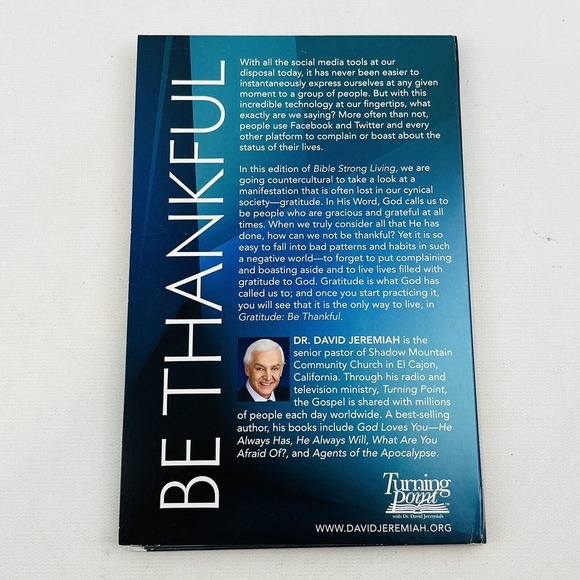 BE THANKFUL
With all the social media tools at our
disposal today, it has never been easier to
instantaneously express ourselves at any given
moment to a group of people. But with this
incredible technology at our fingertips, what
exactly are we saying? More often than not,
people use Facebook and Twitter and every
other platform to complain or boast about the
status of their lives.
In this edition of Bible Strong Living, we are
going countercultural to take a look at a
manifestation that is often lost in our cynical
society—gratitude. In His Word, God calls us to
be people who are gracious and grateful at all
times. When we truly consider all that He has
done, how can we not be thankful? Yet it is so
easy to fall into bad patterns and habits in such
a negative world—to forget to put complaining
and boasting aside and to live lives filled with
gratitude to God. Gratitude is what God has
called us to; and once you start practicing it,
you will see that it is the only way to live, in
Gratitude: Be Thankful.
DR. DAVID JEREMIAH is the
senior pastor of Shadow Mountain
Community Church in El Cajon,
California. Through his radio and
television ministry, Turning Point,
the Gospel is shared with millions
of people each day worldwide. A best-selling
author, his books include God Loves You—He
Always Has, He Always Will, What Are You
Afraid Of?, and Agents of the Apocalypse.
Turning
Point
with Dr. David Jeremiah
WWW.DAVIDJEREMIAH.ORG